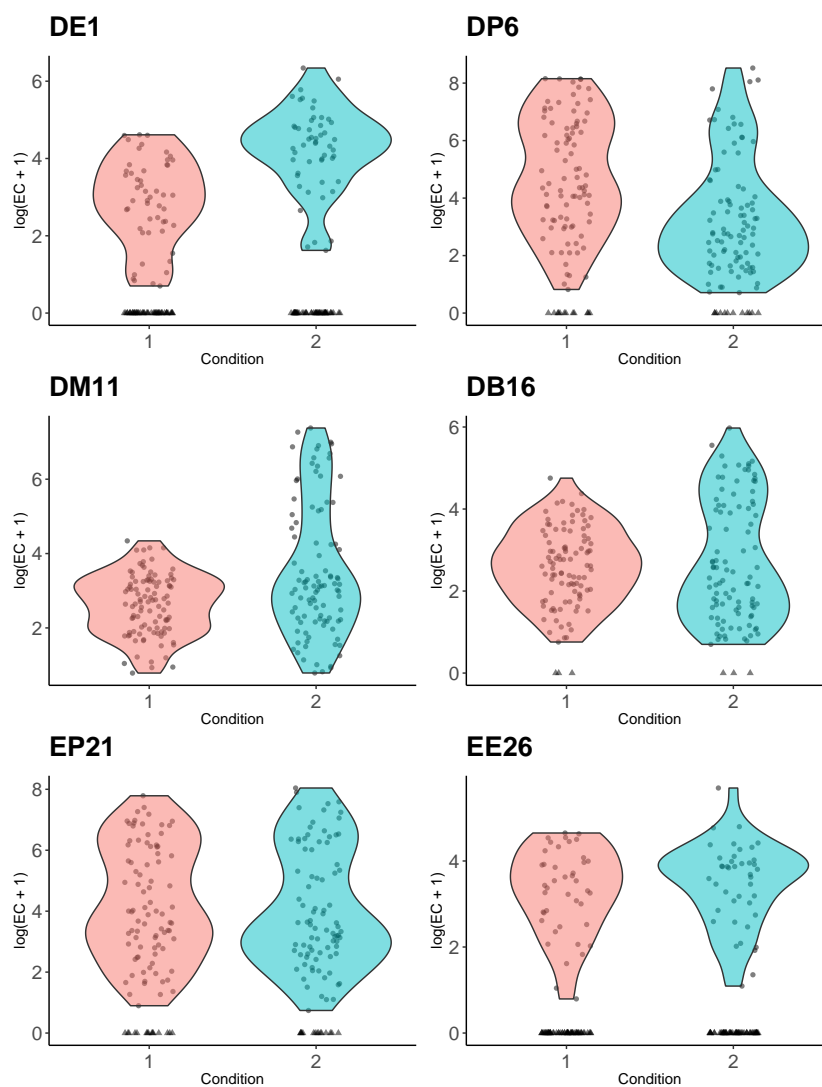 DE1 DP6
6
4
2
0
log(EC + 1)
1 2
Condition
8
6
4
2
0
log(EC + 1)
1 2
Condition
DM11 DB16
6
4
2
log(EC + 1)
1 2
Condition
6
4
2
0
log(EC + 1)
1 2
Condition
EP21 EE26
8
6
4
2
0
log(EC + 1)
1 2
Condition
4
2
0
log(EC + 1)
1 2
Condition